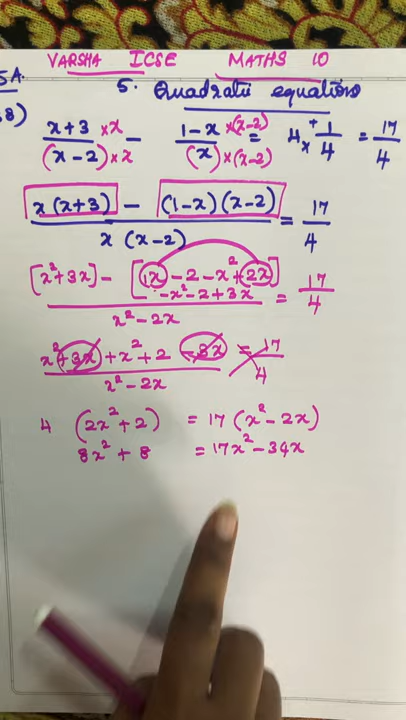 VARSHA ICSE MATHS 10
5A.
5. Quadratic equations
8)
x+3 × x / (x-2) × x - 1-x × (x-2) / (x) × (x-2) = 4 × + 1/4 = 17/4
x(x+3) - (1-x)(x-2) / x(x-2) = 17/4
[x²+3x] - [1x - 2 - x² + 2x] / x² - 2x = 17/4
-x² - 2 + 3x
x² + 3x + x² + 2 - 3x / x² - 2x = 17/4
4 (2x² + 2) = 17 (x² - 2x)
8x² + 8 = 17x² - 34x